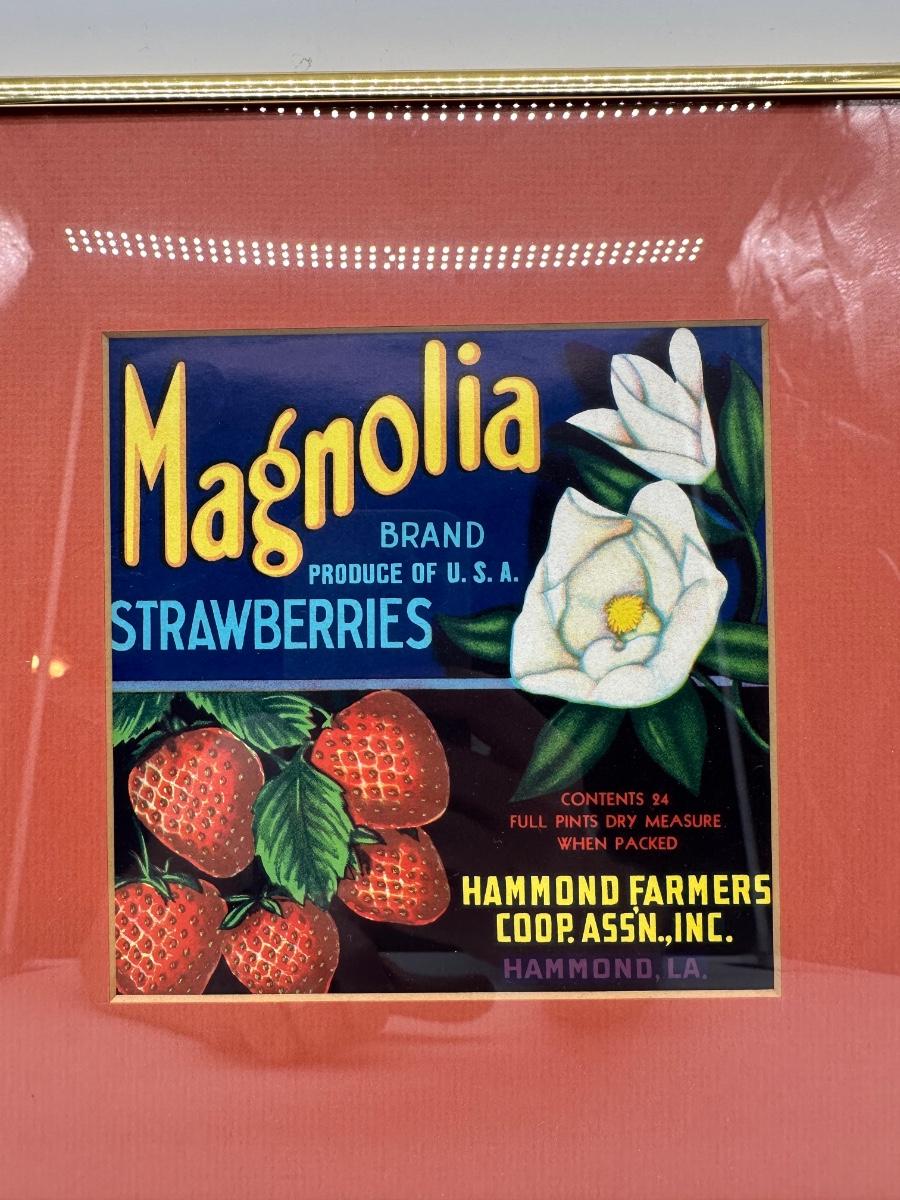 Magnolia
BRAND
PRODUCE OF U. S. A.
STRAWBERRIES
CONTENTS 24
FULL PINTS DRY MEASURE
WHEN PACKED
HAMMOND FARMERS
COOP. ASS'N., INC.
HAMMOND, LA.